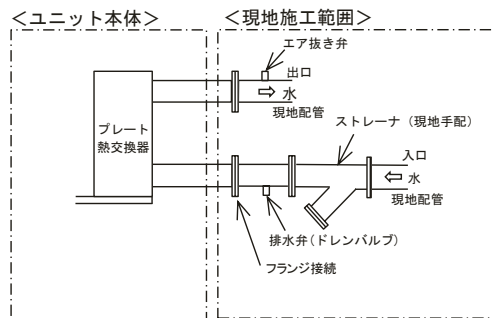 ＜ユニット本体＞
＜現地施工範囲＞
エア抜き弁
出口
水
現地配管
プレート
熱交換器
ストレーナ（現地手配）
入口
水
現地配管
排水弁（ドレンバルブ）
フランジ接続